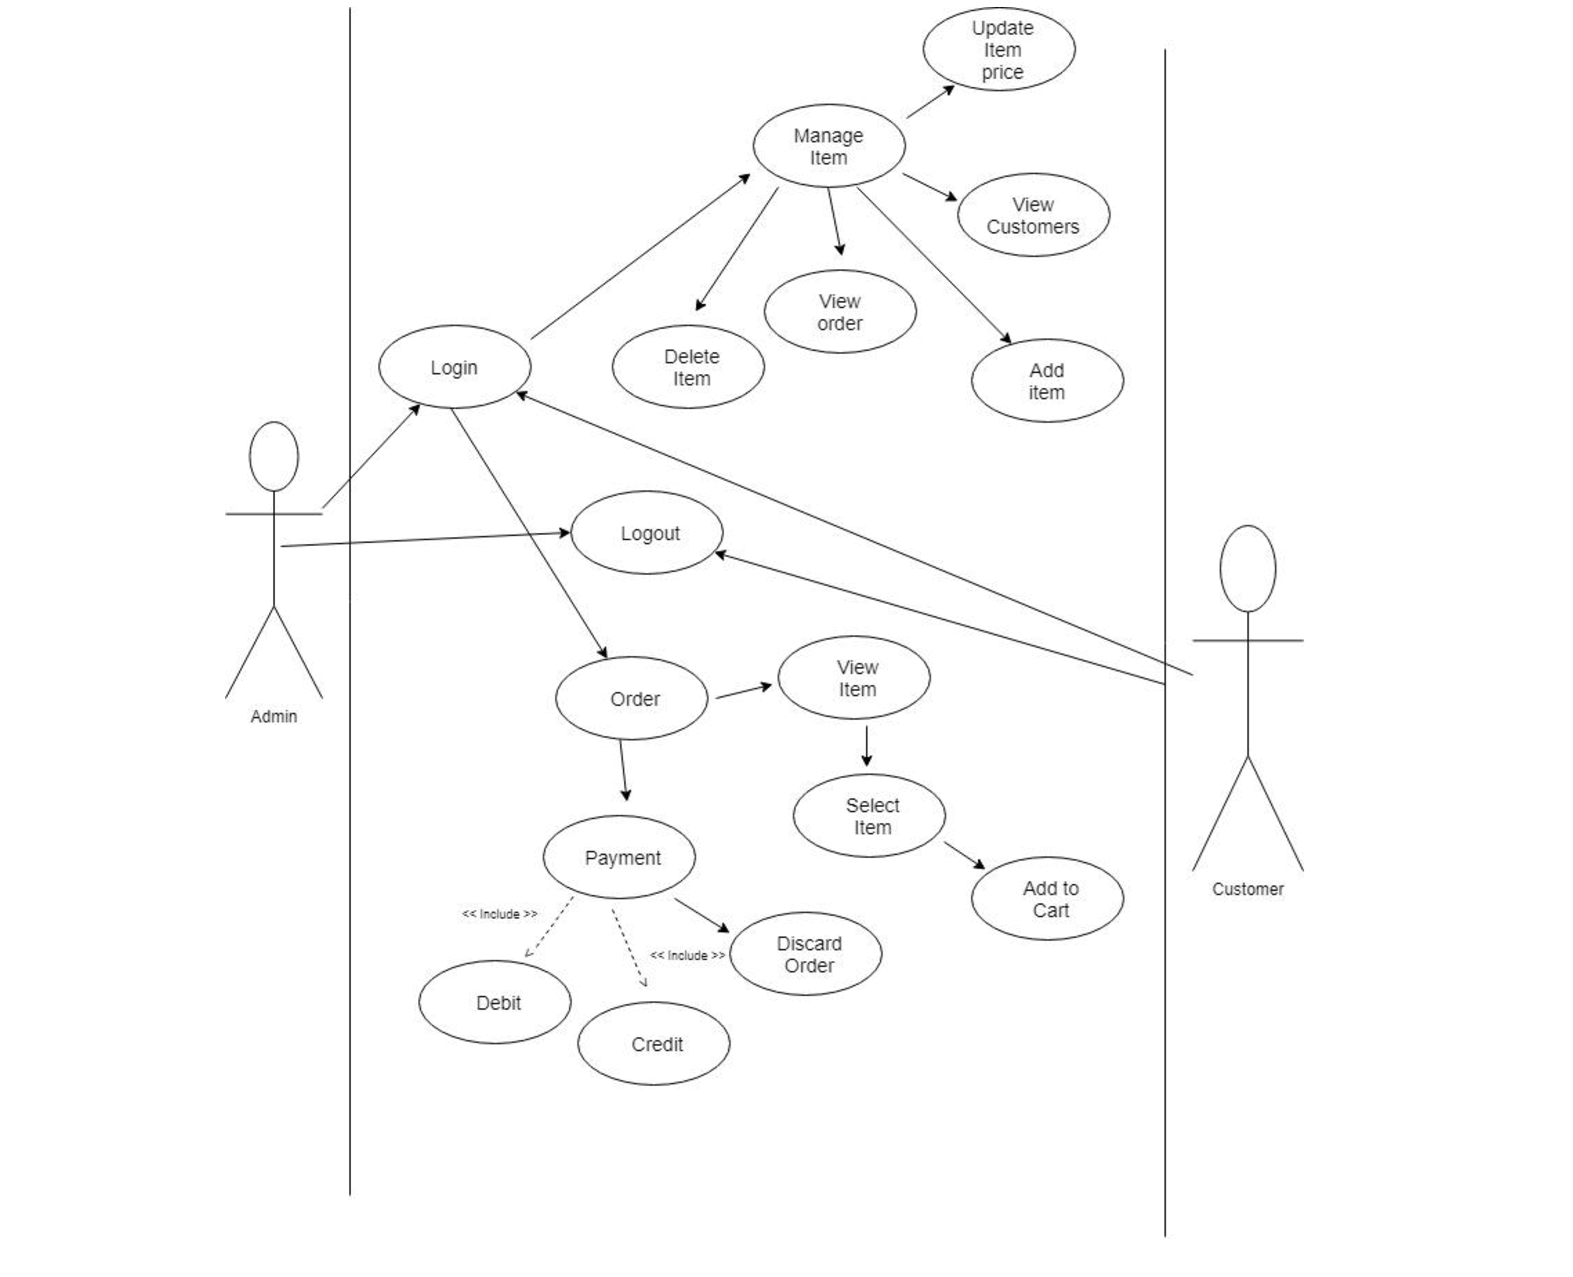 Update
Item
price
Manage
Item
View
Customers
View
order
Delete
Item
Add
item
Login
Logout
View
Item
Order
Admin
Select
Item
Payment
Add to
Cart
Customer
<< Include >>
Discard
Order
<< Include >>
Debit
Credit